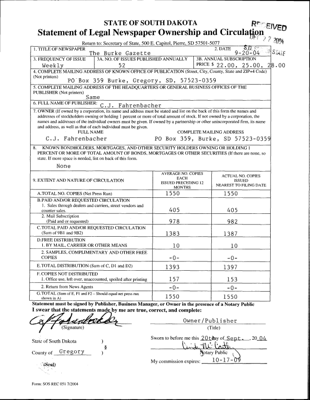 STATE OF SOUTH DAKOTA
Statement of Legal Newspaper Ownership and Circulation
RECEIVED
Return to: Secretary of State, 500 E. Capitol, Pierre, SD 57501-5077
1. TITLE OF NEWSPAPER
The Burke Gazette
2. DATE
9-20-04
3. FREQUENCY OF ISSUE
Weekly
3A. NO. OF ISSUES PUBLISHED ANNUALLY
52
3B. ANNUAL SUBSCRIPTION
PRICE $ 22.00, 25.00, 28.00
4. COMPLETE MAILING ADDRESS OF KNOWN OFFICE OF PUBLICATION (Street, City, County, State and ZIP+4 Code)
(Not printers)
PO Box 359 Burke, Gregory, SD, 57523-0359
5. COMPLETE MAILING ADDRESS OF THE HEADQUARTERS OR GENERAL BUSINESS OFFICES OF THE
PUBLISHER (Not printers)
Same
6. FULL NAME OF PUBLISHER:
C.J. Fahrenbacher
7. OWNER (If owned by a corporation, its name and address must be stated and
addresses of stockholders owning or holding 1 percent or more of total amount of stock. If not owned by a corporation, the
names and addresses of the individual owners must be given. If owned by a partnership or other unincorporated firm, its name
and address, as well as that of each individual must be given.
FULL NAME
COMPLETE MAILING ADDRESS
C.J. Fahrenbacher
PO Box 359, Burke, SD 57523-0359
8. KNOWN BONDHOLDERS, MORTGAGES, AND OTHER SECURITY HOLDERS OWNING OR HOLDING 1
PERCENT OR MORE OF TOTAL AMOUNT OF BONDS, MORTGAGES OR OTHER SECURITIES (If there are none, so
state. If more space is needed, list on back of this form.
None
9. EXTENT AND NATURE OF CIRCULATION
AVERAGE NO. COPIES
EACH
ISSUED PRECEDING 12
MONTHS
ACTUAL NO. COPIES
ISSUED
NEAREST TO FILING DATE
A. TOTAL NO. COPIES (Net Press Run)
1550
1550
B. PAID AND/OR REQUESTED CIRCULATION
1. Sales through dealers and carriers, street vendors and
counter sales
405
405
2. Mail Subscription
(Paid and or requested)
978
982
C. TOTAL PAID AND/OR REQUESTED CIRCULATION
(Sum of 9B1 and 9B2)
1383
1387
D. FREE DISTRIBUTION
1. BY MAIL, CARRIER OR OTHER MEANS
10
10
2. SAMPLES, COMPLIMENTARY AND OTHER FREE
COPIES
-0-
-0-
E. TOTAL DISTRIBUTION (Sum of C, D1 and D2)
1393
1397
F. COPIES NOT DISTRIBUTED
1. Office use, left over, unaccounted, spoiled after printing
157
153
2. Return from News Agents
-0-
-0-
G. TOTAL (Sum of E, F1 and F2 - Should equal net press run
shown in A)
1550
1550
Statement must be signed by Publisher, Business Manager, or Owner in the presence of a Notary Public
I swear that the statements made by me are true, correct, and complete:
(Signature)
Owner/Publisher
(Title)
State of South Dakota )
County of Gregory )
(Seal)
Sworn to before me this 20 day of Sept. , 20 04
Notary Public
My commission expires: 10-17-09
Form: SOS REC 051 7/2004